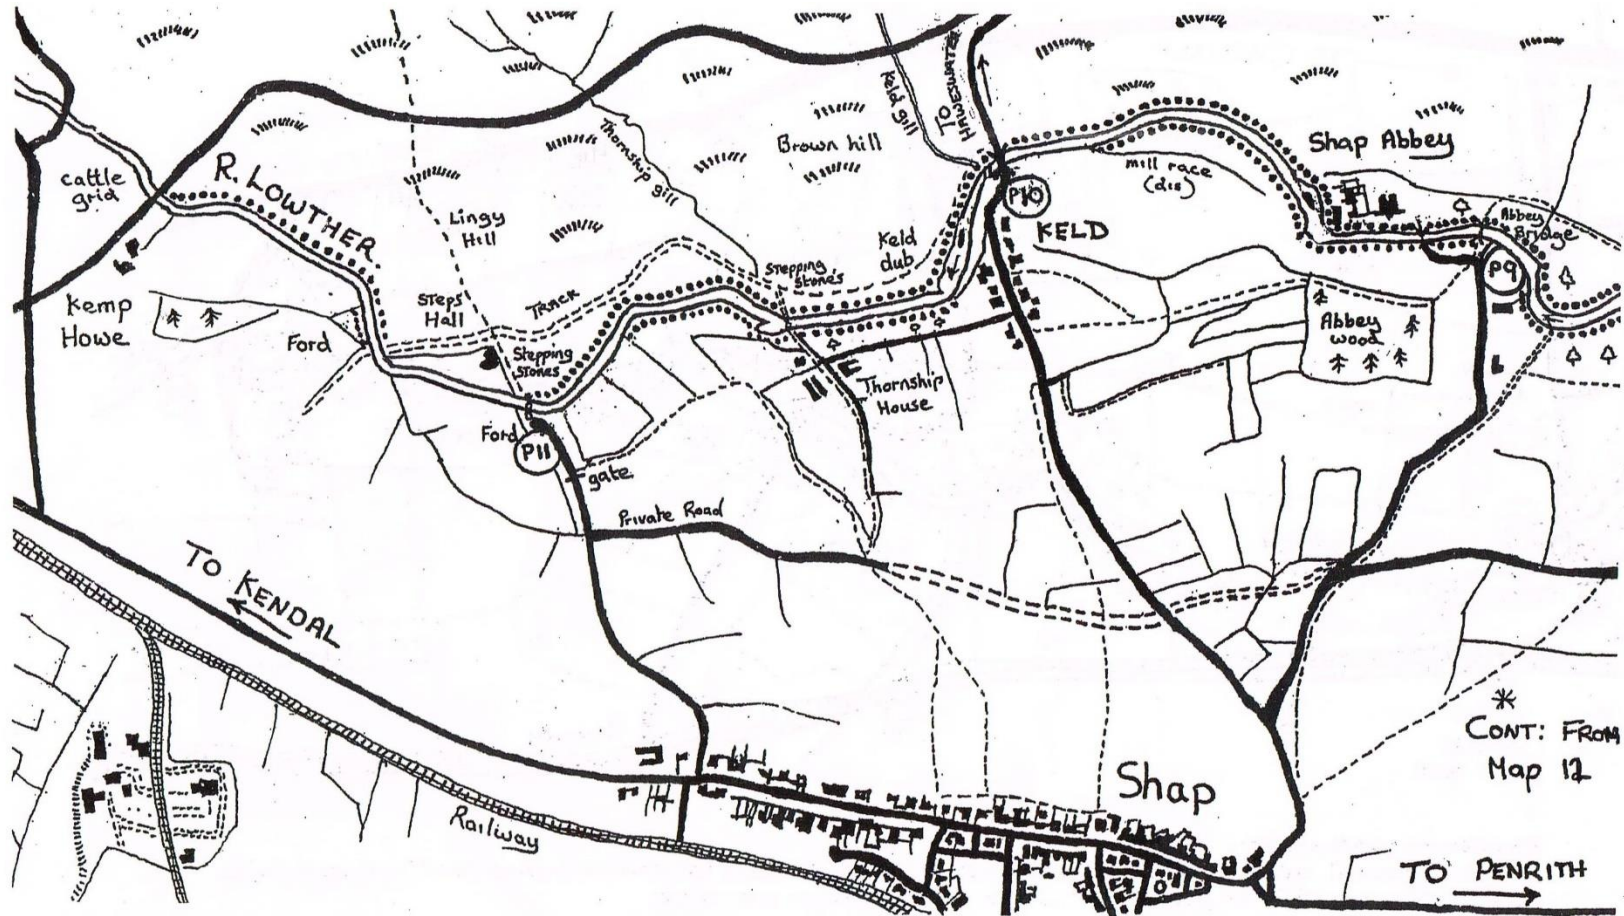 Cattle
grid
R. LOWTHER
Kemp
Howe
Lingy
Hill
Thornship gill
Brown hill
Keld gill
TO
HAWESWATER
Shap Abbey
mill race
(dis)
P10
KELD
Keld
dub
Abbey
Bridge
P9
Steps
Hall
TRACK
Stepping
Stones
Ford
Stepping
Stones
Abbey
wood
Thornship
House
Ford
P11
gate
Private Road
TO KENDAL
Railway
Shap
CONT: FROM
Map 12
TO PENRITH